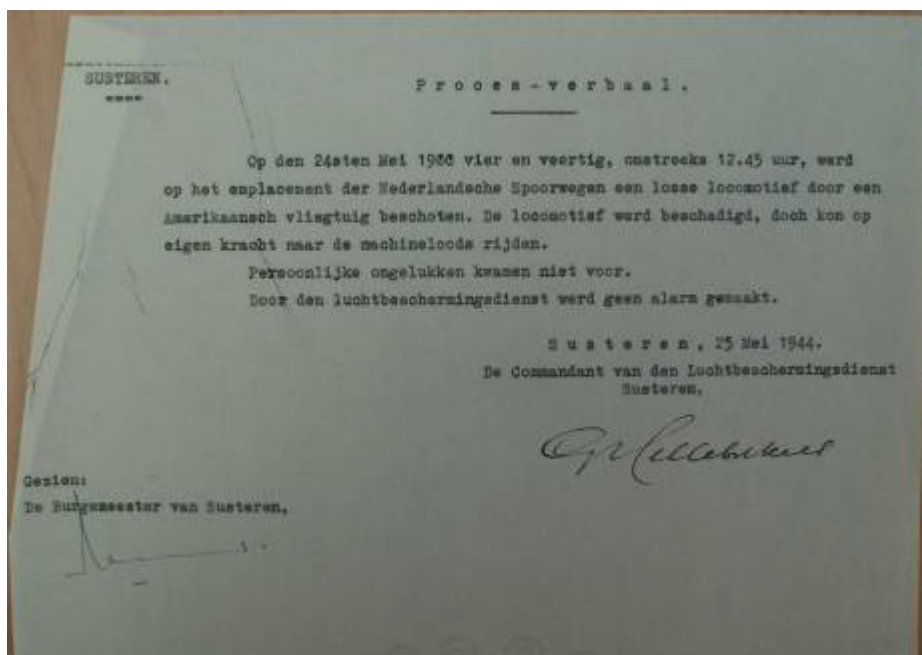 SUSTEREN.
Proces-verbaal.
Op den 24sten Mei vier en veertig, omstreeks 12.45 uur, werd
op het emplacement der Nederlandsche Spoorwegen een losse locomotief door een
Amerikaansch vliegtuig beschoten. De locomotief werd beschadigd, doch kon op
eigen kracht naar de machineloods rijden.
Persoonlijke ongelukken kwamen niet voor.
Door den luchtbeschermingsdienst werd geen alarm gemaakt.
Susteren, 25 Mei 1944.
De Commandant van den Luchtbeschermingsdienst
Susteren.
Gezien:
De Burgemeester van Susteren,